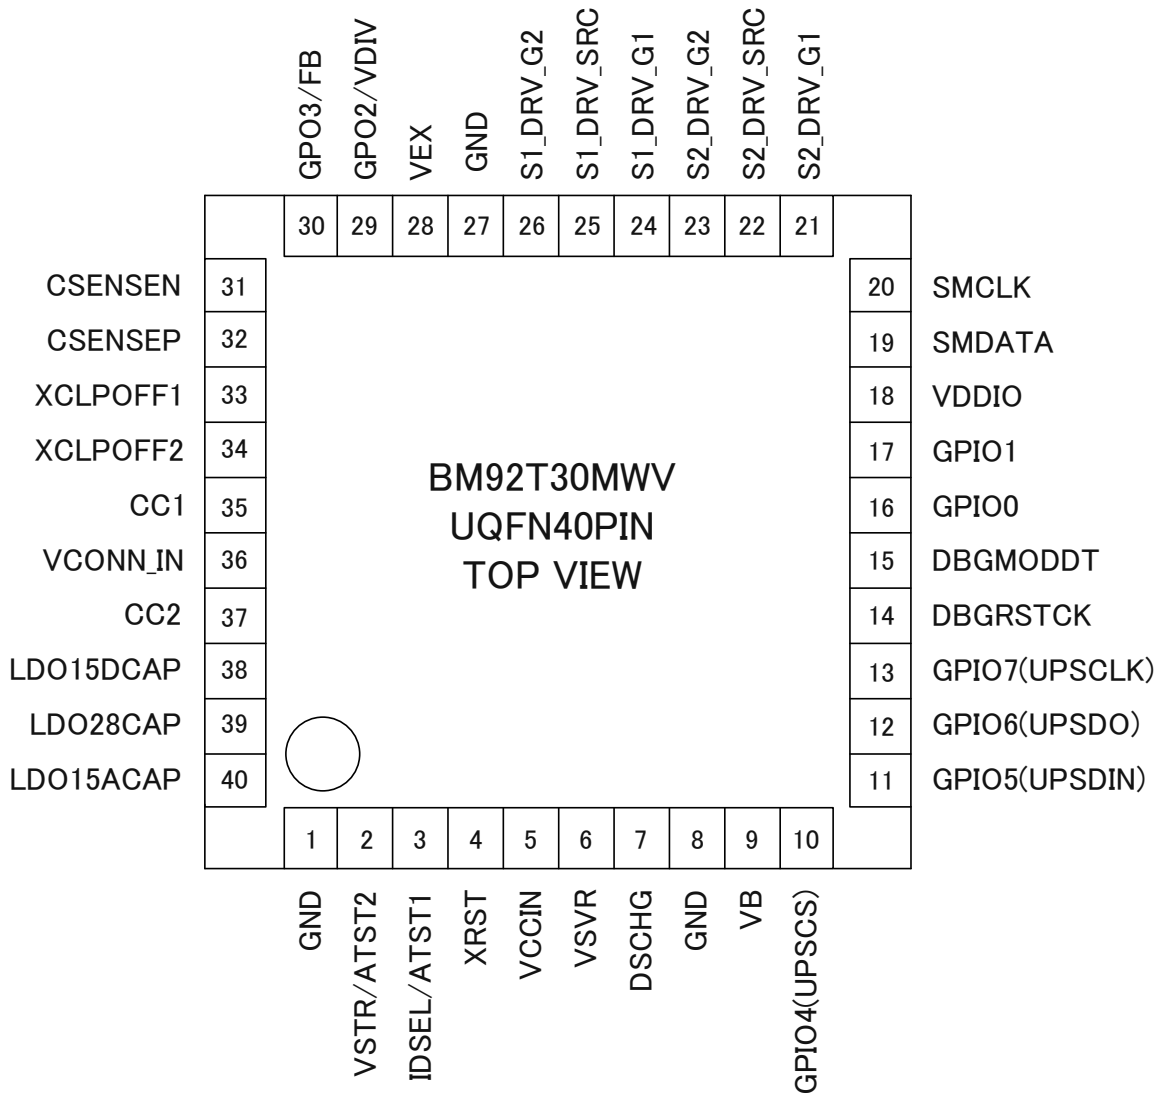 GPO3/FB
GPO2/VDIV
VEX
GND
S1_DRV_G2
S1_DRV_SRC
S1_DRV_G1
S2_DRV_G2
S2_DRV_SRC
S2_DRV_G1
30 29 28 27 26 25 24 23 22 21
CSENSEN 31
CSENSEP 32
XCLPOFF1 33
XCLPOFF2 34
CC1 35
VCONN_IN 36
CC2 37
LDO15DCAP 38
LDO28CAP 39
LDO15ACAP 40
BM92T30MWV
UQFN40PIN
TOP VIEW
20 SMCLK
19 SMDATA
18 VDDIO
17 GPIO1
16 GPIO0
15 DBGMODDT
14 DBGRSTCK
13 GPIO7(UPSCLK)
12 GPIO6(UPSDO)
11 GPIO5(UPSDIN)
1 2 3 4 5 6 7 8 9 10
GND
VSTR/ATST2
IDSEL/ATST1
XRST
VCCIN
VSVR
DSCHG
GND
VB
GPIO4(UPSCS)